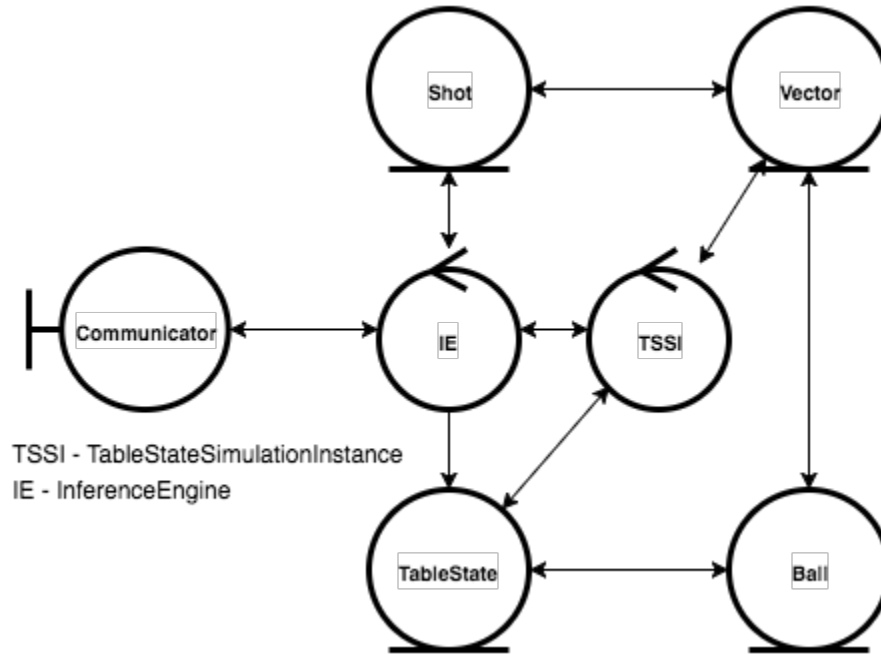 Shot
Vector
Communicator
IE
TSSI
TSSI - TableStateSimulationInstance
IE - InferenceEngine
TableState
Ball